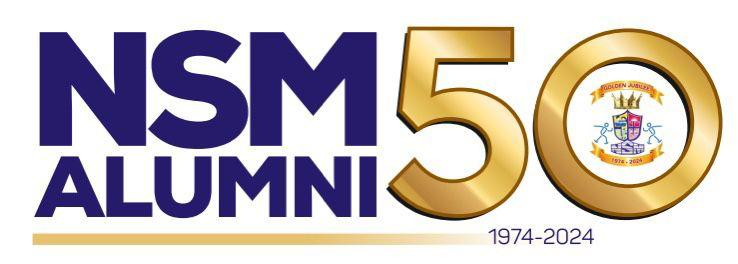 NSM
ALUMNI
50
GOLDEN JUBILEE
1974 - 2024
1974-2024